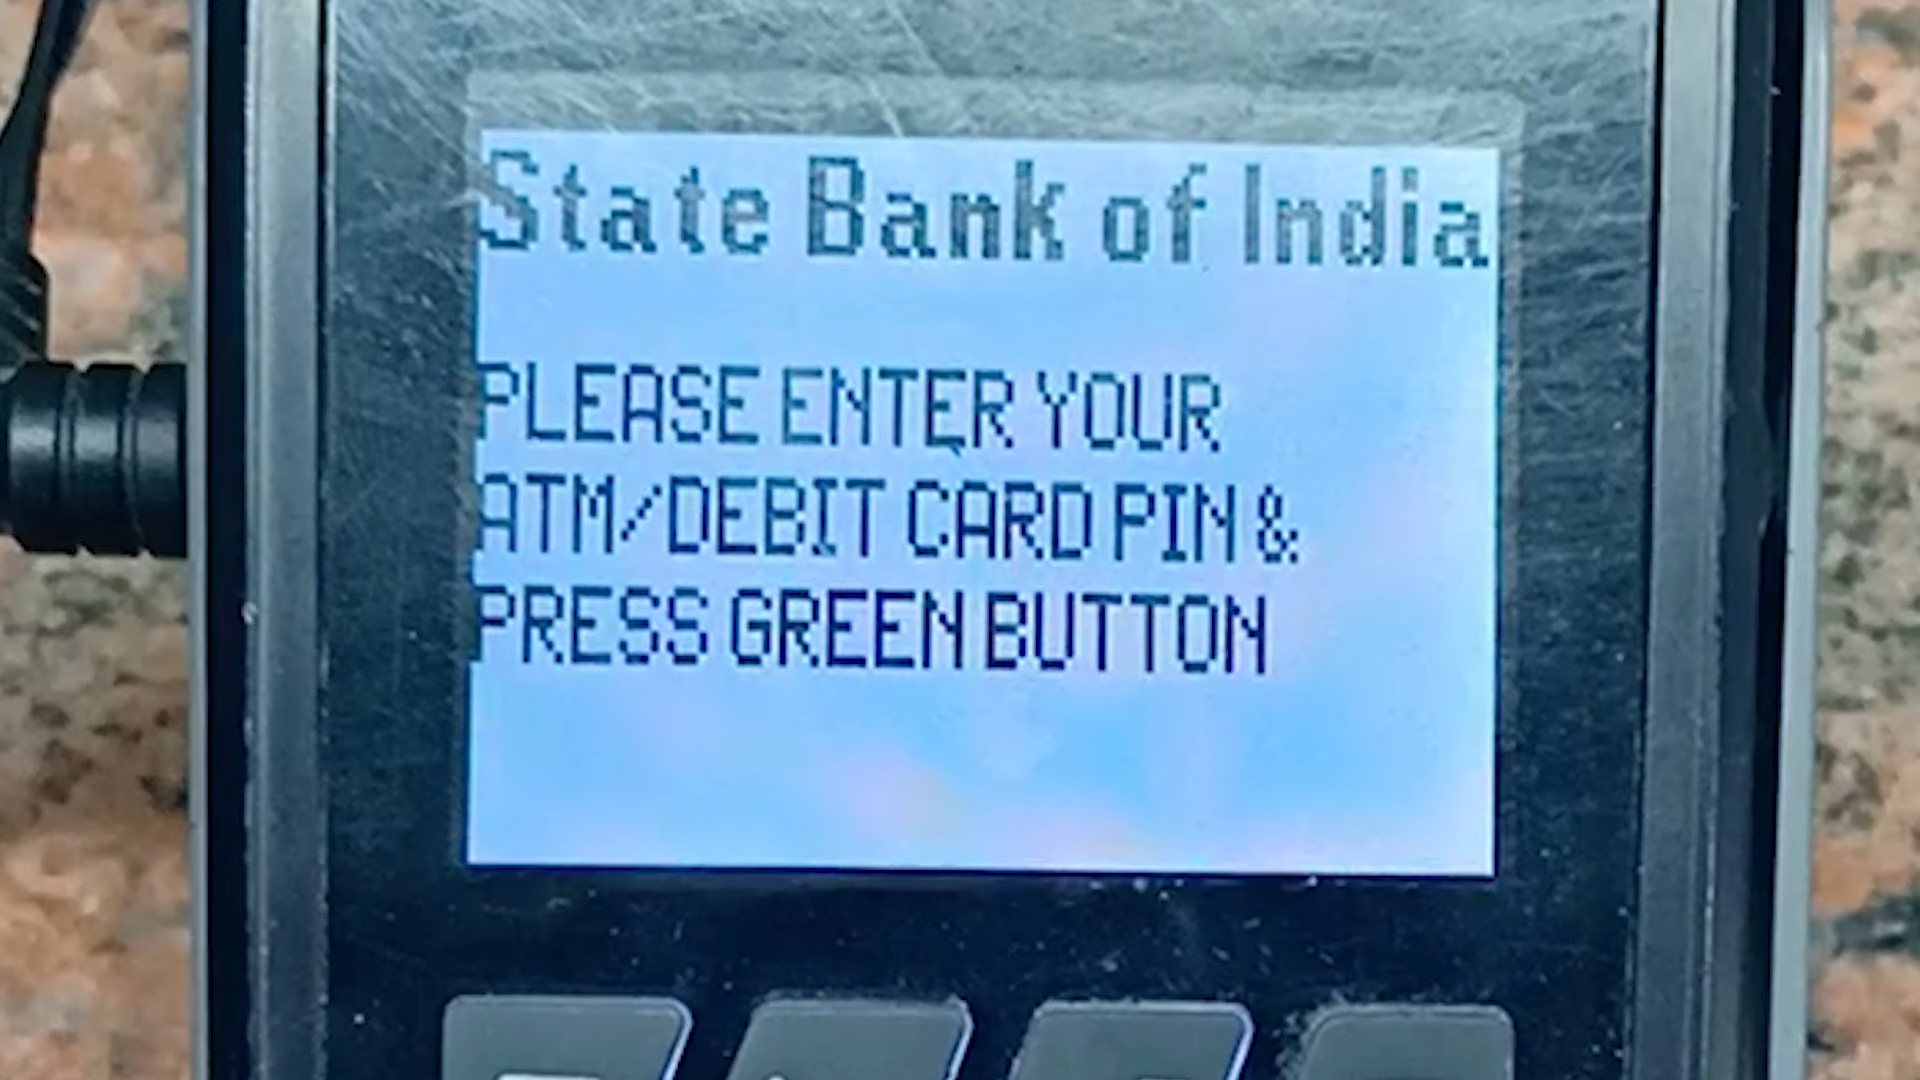 State Bank of India
PLEASE ENTER YOUR
ATM/DEBIT CARD PIN &
PRESS GREEN BUTTON